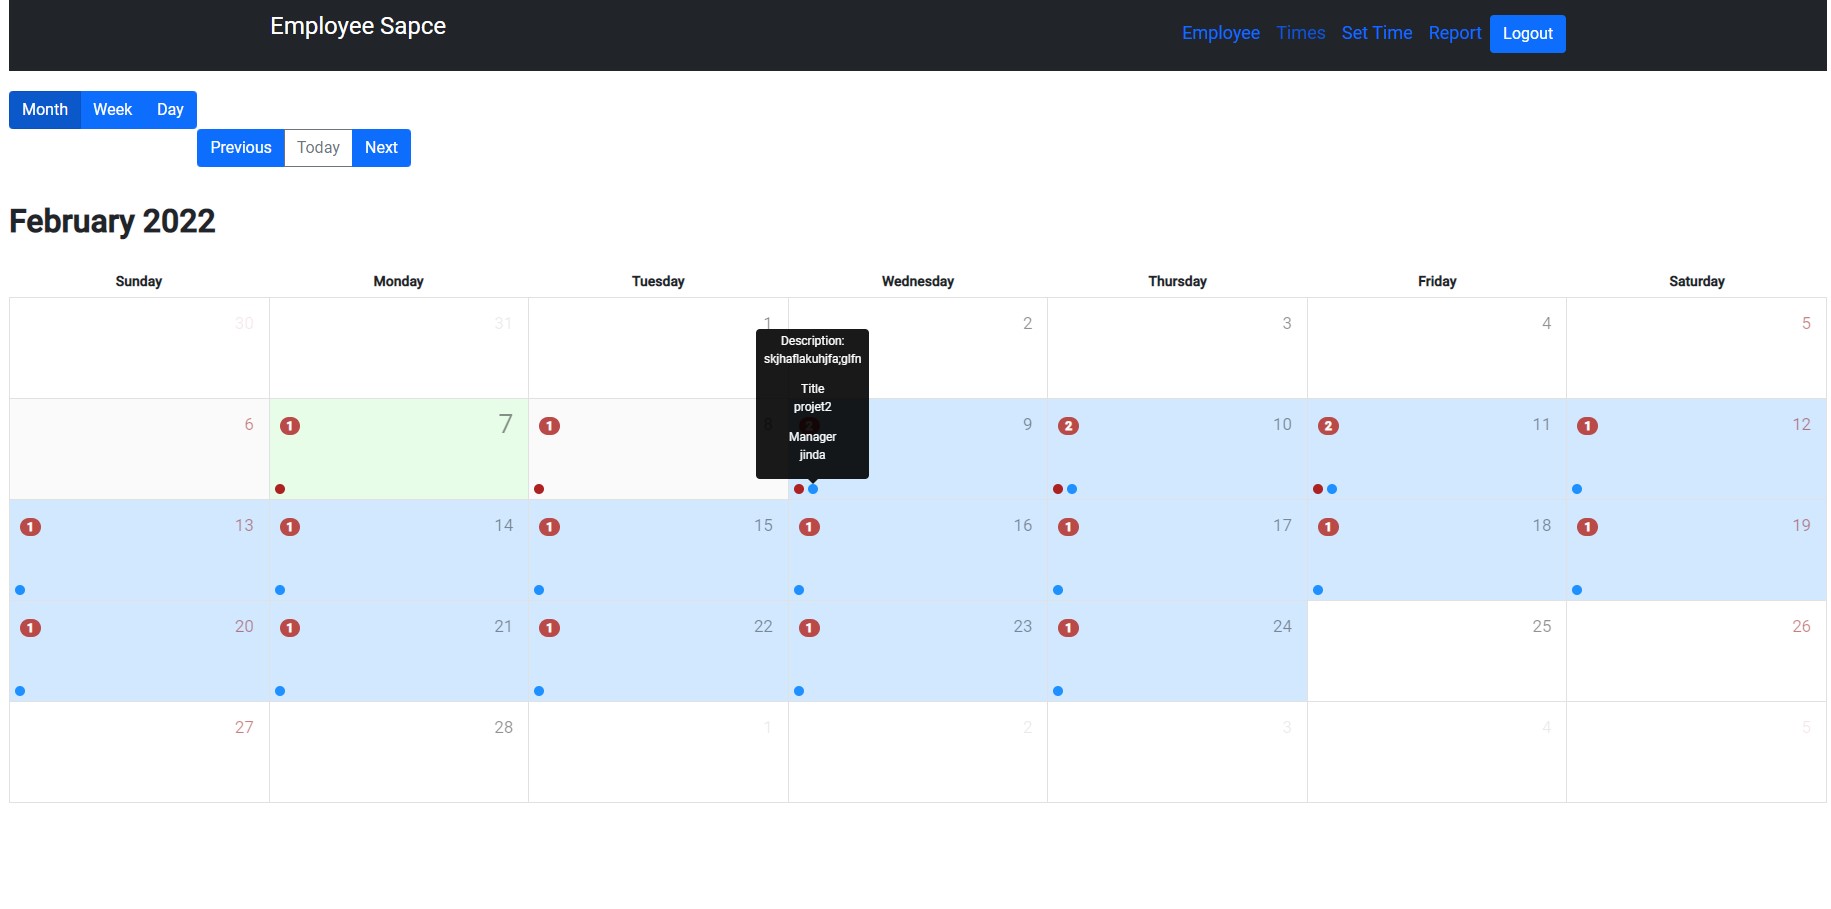 Employee Sapce
Employee Times Set Time Report Logout
Month Week Day
Previous Today Next
February 2022
Sunday Monday Tuesday Wednesday Thursday Friday Saturday
30 31 1 2 3 4 5
Description:
skjhaflakuhjfa;glfn
Title
projet2
Manager
jinda
6 1 7 1 8 2 9 2 10 2 11 1 12
1 13 1 14 1 15 1 16 1 17 1 18 1 19
1 20 1 21 1 22 1 23 1 24 25 26
27 28 1 2 3 4 5